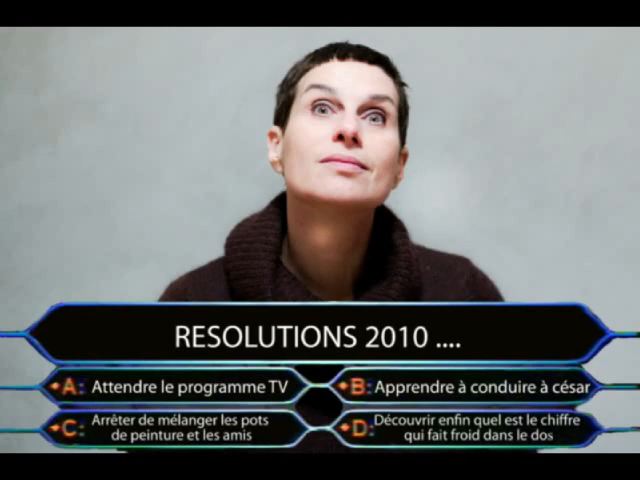 RESOLUTIONS 2010 ....
A: Attendre le programme TV
B: Apprendre à conduire à césar
C: Arrêter de mélanger les pots
de peinture et les amis
D: Découvrir enfin quel est le chiffre
qui fait froid dans le dos